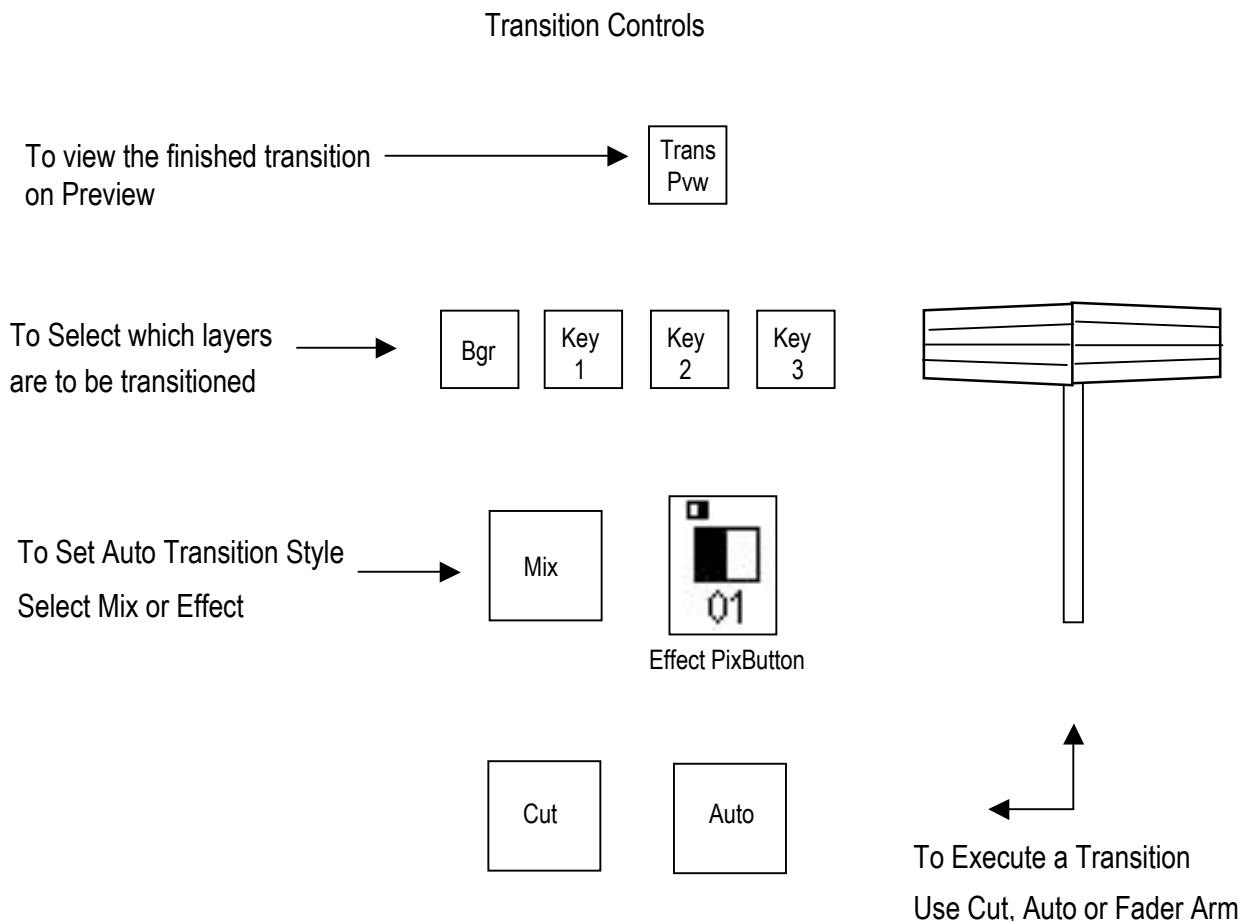 Transition Controls
To view the finished transition
on Preview
Trans
Pvw
To Select which layers
are to be transitioned
Bgr
Key
1
Key
2
Key
3
To Set Auto Transition Style
Select Mix or Effect
Mix
01
Effect PixButton
Cut
Auto
To Execute a Transition
Use Cut, Auto or Fader Arm